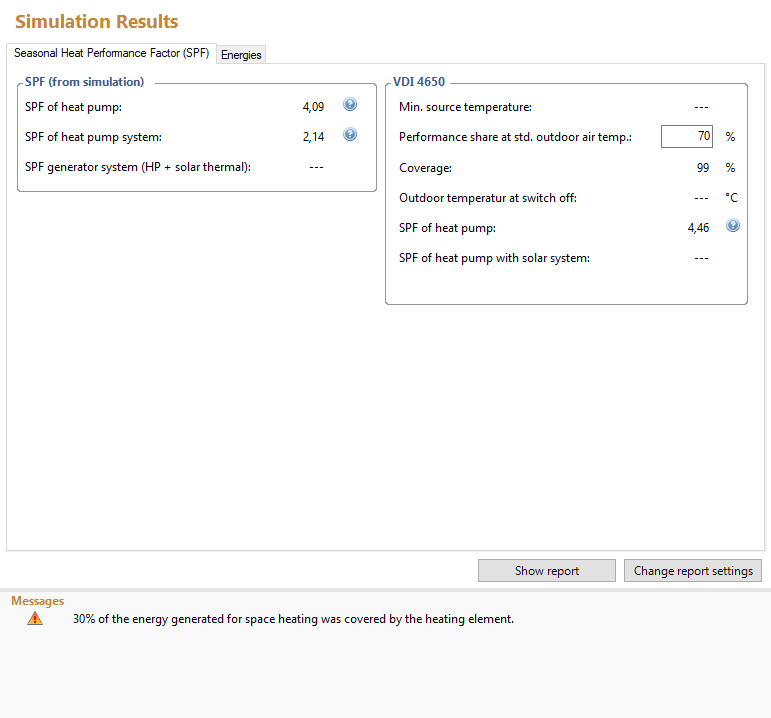 Simulation Results
Seasonal Heat Performance Factor (SPF)
Energies
SPF (from simulation)
SPF of heat pump: 4,09
SPF of heat pump system: 2,14
SPF generator system (HP + solar thermal): ---
VDI 4650
Min. source temperature: ---
Performance share at std. outdoor air temp.: 70 %
Coverage: 99 %
Outdoor temperatur at switch off: --- °C
SPF of heat pump: 4,46
SPF of heat pump with solar system: ---
Show report
Change report settings
Messages
30% of the energy generated for space heating was covered by the heating element.